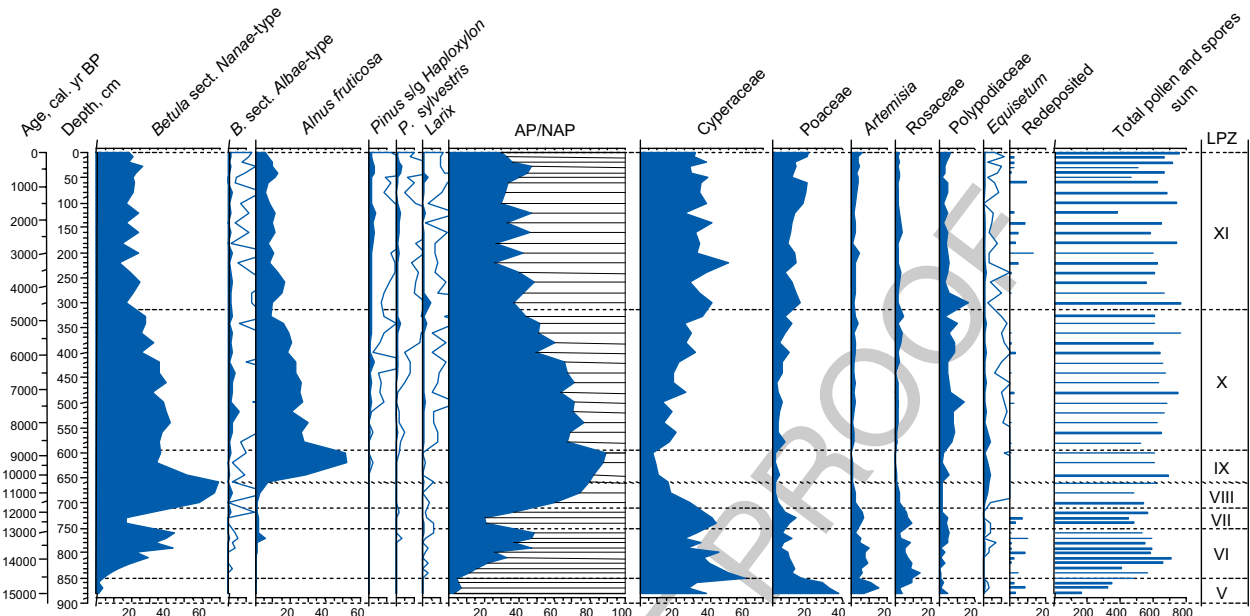 Age, cal. yr BP
Depth, cm
Betula sect. Nanae-type
B. sect. Albae-type
Alnus fruticosa
Pinus s/g Haploxylon
P. sylvestris
Larix
AP/NAP
Cyperaceae
Poaceae
Artemisia
Rosaceae
Polypodiaceae
Equisetum
Redeposited
Total pollen and spores
sum
LPZ
0
1000
2000
3000
4000
5000
6000
7000
8000
9000
10000
11000
12000
13000
14000
15000
0
50
100
150
200
250
300
350
400
450
500
550
600
650
700
750
800
850
900
XI
X
IX
VIII
VII
VI
V
20 40 60
20 40 60
20 40 60 80 100
20 40 60
20 40
20
20
20
20
200 400 600 800
PROOF